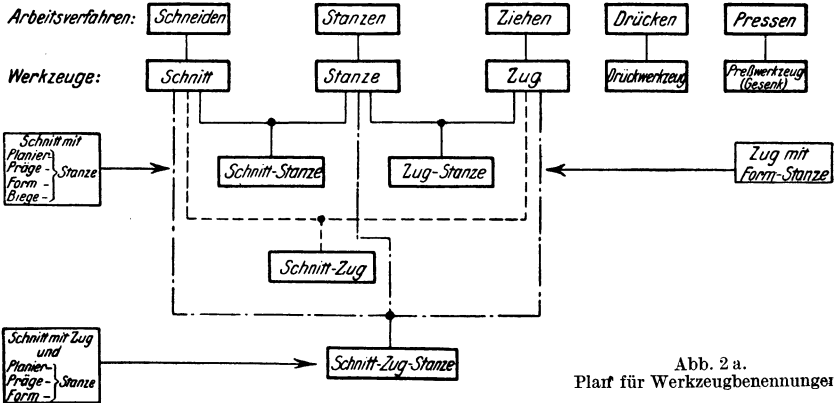 Arbeitsverfahren: Schneiden Stanzen Ziehen Drücken Pressen
Werkzeuge: Schnitt Stanze Zug Drückwerkzeug Preßwerkzeug
(Gesenk)
Schnitt mit
Planier-
Präge-
Form-
Biege-
Stanze
Schnitt-Stanze
Zug-Stanze
Zug mit
Form-Stanze
Schnitt-Zug
Schnitt mit Zug
und
Planier-
Präge-
Form-
Stanze
Schnitt-Zug-Stanze
Abb. 2a.
Plan für Werkzeugbenennungen